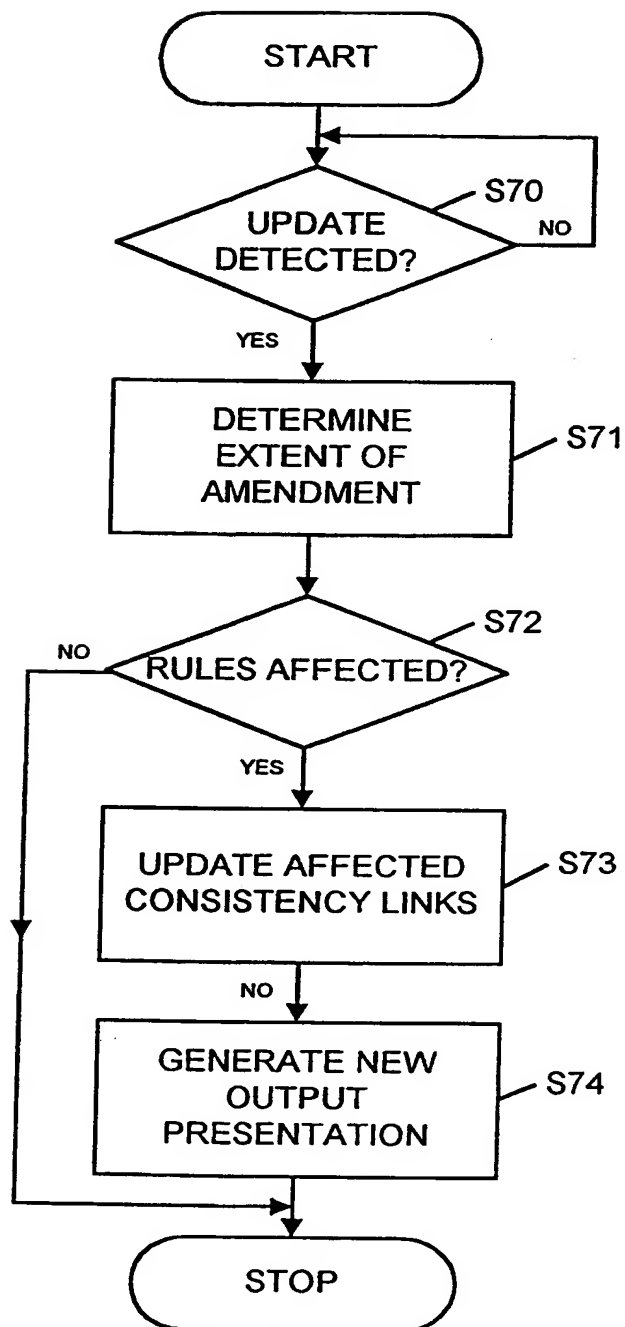 START
S70
UPDATE
DETECTED?
NO
YES
DETERMINE
EXTENT OF
AMENDMENT
S71
S72
NO
RULES AFFECTED?
YES
UPDATE AFFECTED
CONSISTENCY LINKS
S73
NO
GENERATE NEW
OUTPUT
PRESENTATION
S74
STOP